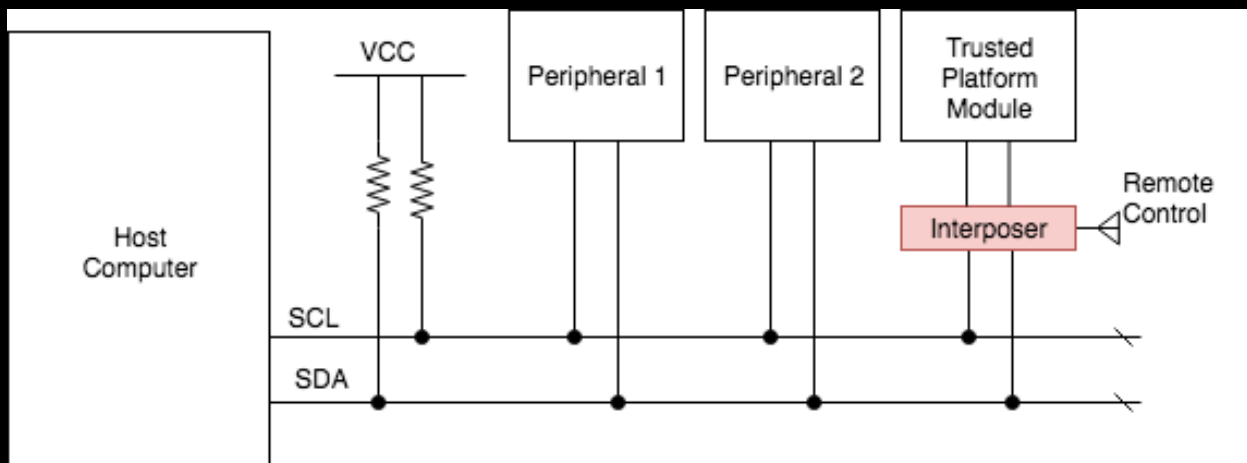 VCC
Peripheral 1
Peripheral 2
Trusted
Platform
Module
Remote
Control
Interposer
Host
Computer
SCL
SDA